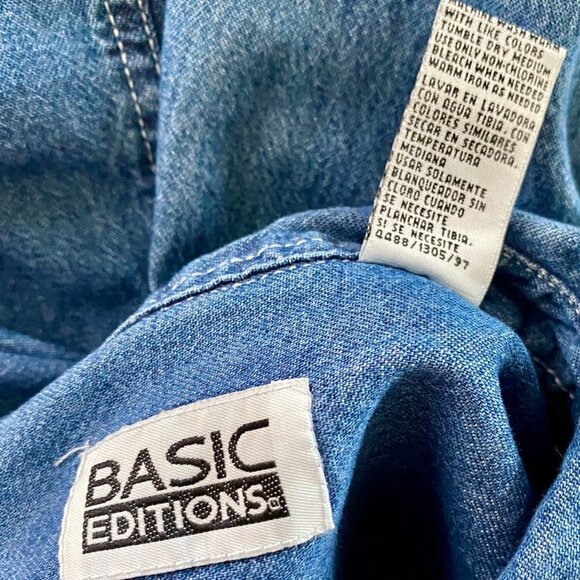 WITH LIKE COLORS
TUMBLE DRY MEDIUM
USE ONLY NON-CHLORINE
BLEACH WHEN NEEDED
WARM IRON AS NEEDED
LAVAR EN LAVADORA
CON AGUA TIBIA, CON
COLORES SIMILARES
SECAR EN SECADORA,
TEMPERATURA
MEDIANA
USAR SOLAMENTE
BLANQUEADOR SIN
CLORO CUANDO
SE NECESITE
PLANCHAR TIBIA,
SI SE NECESITE
QQ88/1305/97
BASIC
EDITIONS